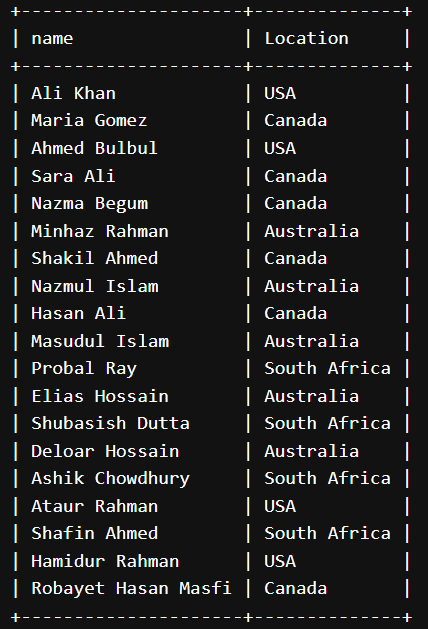 +---------------------+--------------+
| name                | Location     |
+---------------------+--------------+
| Ali Khan            | USA          |
| Maria Gomez         | Canada       |
| Ahmed Bulbul        | USA          |
| Sara Ali            | Canada       |
| Nazma Begum         | Canada       |
| Minhaz Rahman       | Australia    |
| Shakil Ahmed        | Canada       |
| Nazmul Islam        | Australia    |
| Hasan Ali           | Canada       |
| Masudul Islam       | Australia    |
| Probal Ray          | South Africa |
| Elias Hossain       | Australia    |
| Shubasish Dutta     | South Africa |
| Deloar Hossain      | Australia    |
| Ashik Chowdhury     | South Africa |
| Ataur Rahman        | USA          |
| Shafin Ahmed        | South Africa |
| Hamidur Rahman      | USA          |
| Robayet Hasan Masfi | Canada       |
+---------------------+--------------+